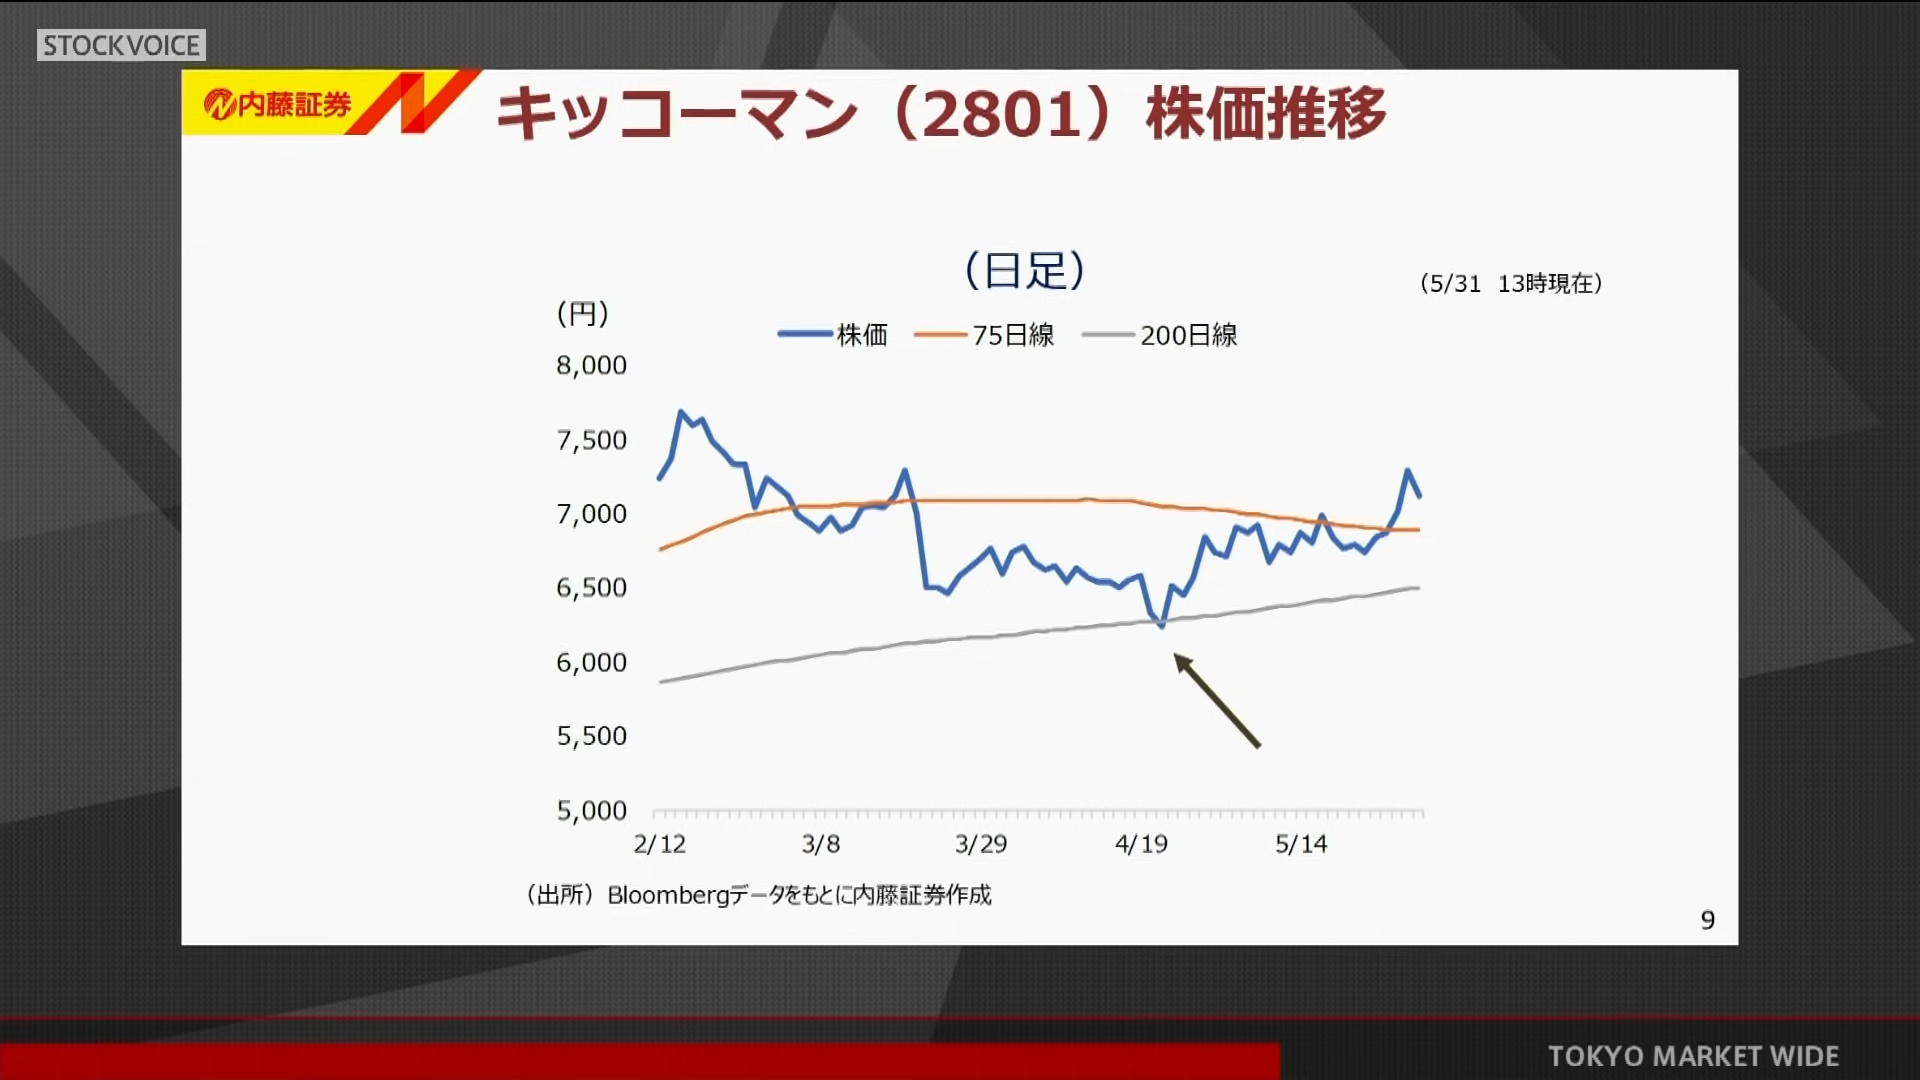 STOCKVOICE
内藤証券
キッコーマン（2801）株価推移
（日足）
（5/31 13時現在）
（円）
株価 75日線 200日線
8,000
7,500
7,000
6,500
6,000
5,500
5,000
2/12 3/8 3/29 4/19 5/14
（出所）Bloombergデータをもとに内藤証券作成
9
TOKYO MARKET WIDE